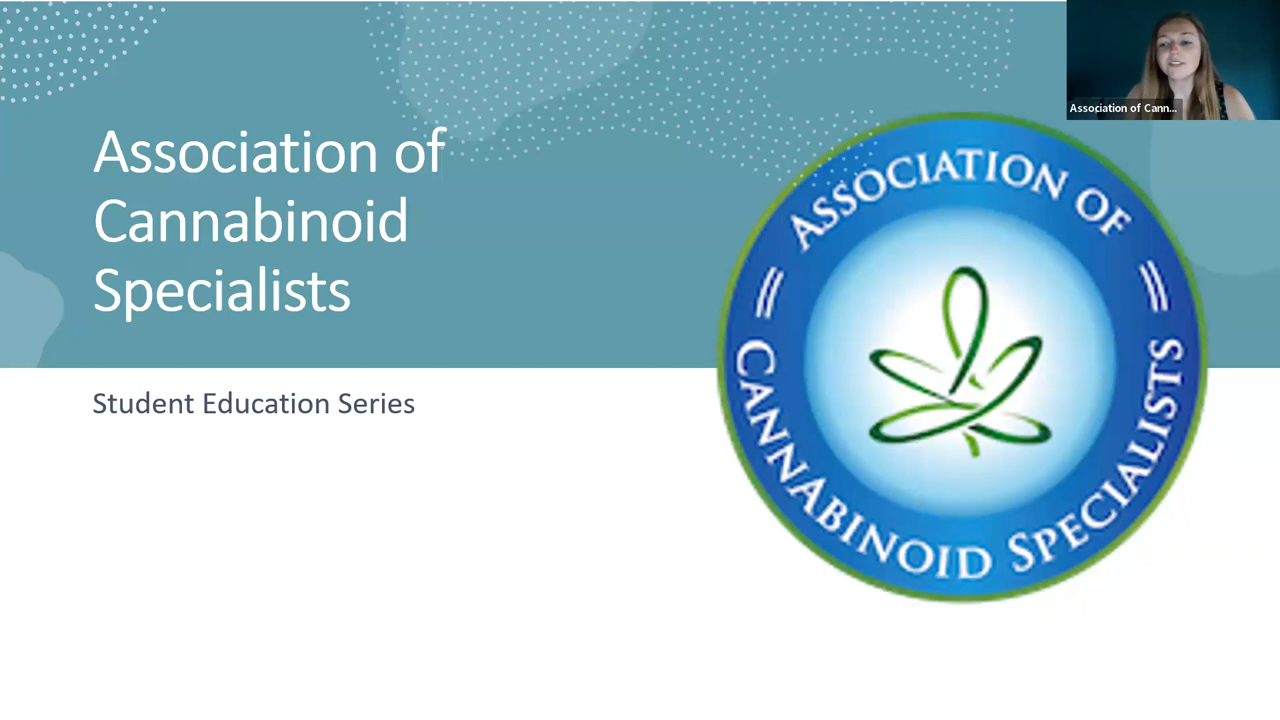 Association of
Cannabinoid
Specialists
Student Education Series
ASSOCIATION OF
CANNABINOID SPECIALISTS
Association of Cann...